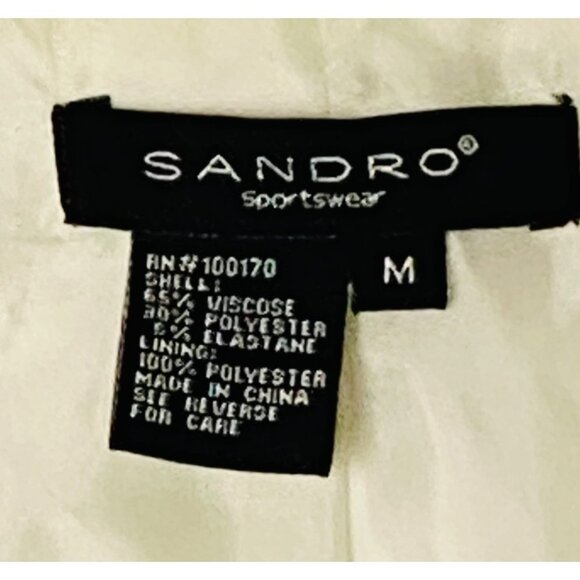 SANDRO®
Sportswear
M
RN#100170
SHELL:
65% VISCOSE
30% POLYESTER
5% ELASTANE
LINING:
100% POLYESTER
MADE IN CHINA
SEE REVERSE
FOR CARE